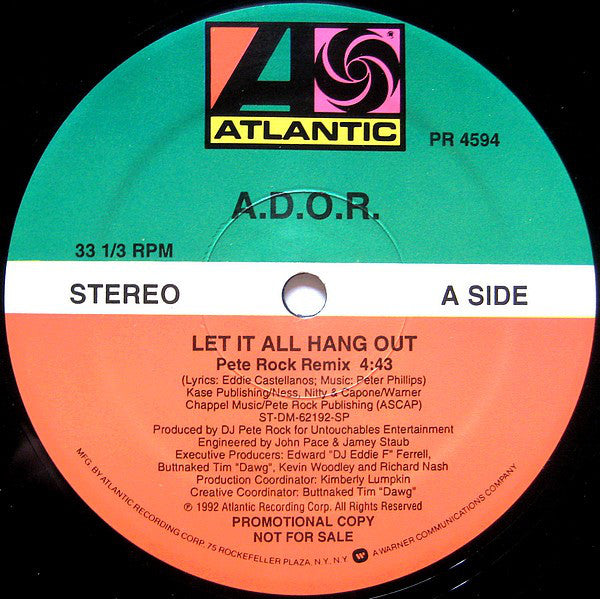 ATLANTIC
PR 4594
A.D.O.R.
33 1/3 RPM
STEREO
A SIDE
LET IT ALL HANG OUT
Pete Rock Remix 4:43
(Lyrics: Eddie Castellanos; Music: Peter Phillips)
Kase Publishing/Ness, Nitty & Capone/Warner
Chappel Music/Pete Rock Publishing (ASCAP)
ST-DM-62192-SP
Produced by DJ Pete Rock for Untouchables Entertainment
Engineered by John Pace & Jamey Staub
Executive Producers: Edward "DJ Eddie F" Ferrell,
Buttnaked Tim "Dawg", Kevin Woodley and Richard Nash
Production Coordinator: Kimberly Lumpkin
Creative Coordinator: Buttnaked Tim "Dawg"
℗ 1992 Atlantic Recording Corp. All Rights Reserved
PROMOTIONAL COPY
NOT FOR SALE
MFG. BY ATLANTIC RECORDING CORP. 75 ROCKEFELLER PLAZA, N.Y. N.Y. A WARNER COMMUNICATIONS COMPANY